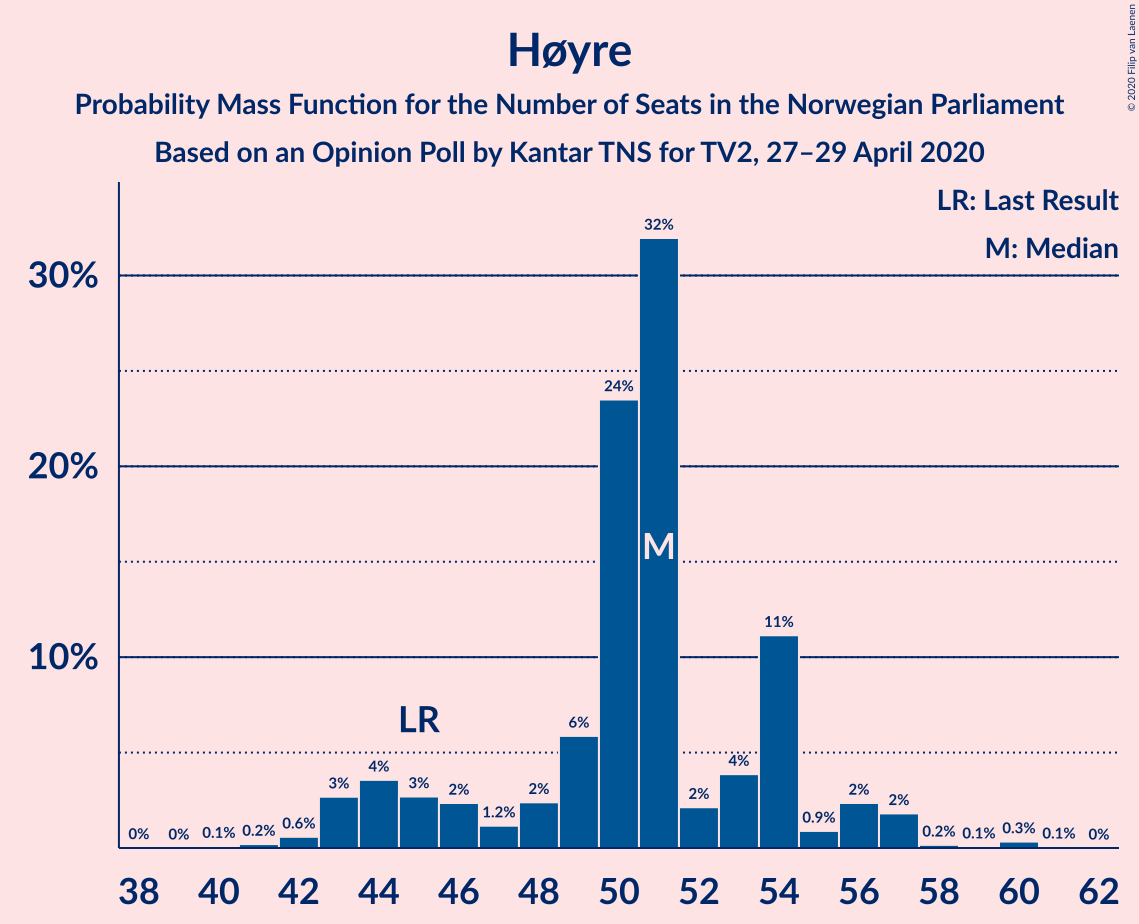 Høyre
Probability Mass Function for the Number of Seats in the Norwegian Parliament
Based on an Opinion Poll by Kantar TNS for TV2, 27–29 April 2020
© 2020 Filip van Laenen
LR: Last Result
M: Median
30%
20%
10%
0% 0% 0.1% 0.2% 0.6% 3% 4% 3% 2% 1.2% 2% 6% 24% 32% 2% 4% 11% 0.9% 2% 2% 0.2% 0.1% 0.3% 0.1% 0%
LR
M
38 40 42 44 46 48 50 52 54 56 58 60 62